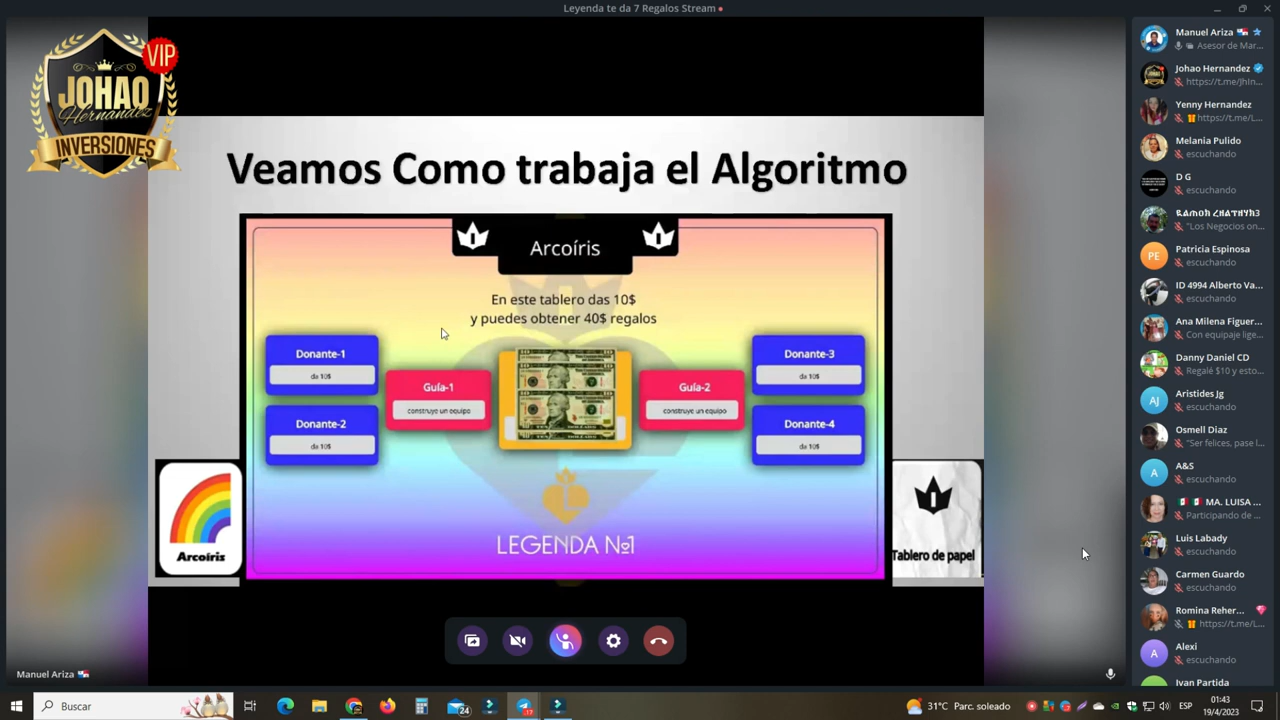 Leyenda te da 7 Regalos Stream
JOHAO
Hernandez
VIP
INVERSIONES
Veamos Como trabaja el Algoritmo
Arcoíris
En este tablero das 10$
y puedes obtener 40$ regalos
Donante-1
da 10$
Donante-2
da 10$
Guía-1
construye un equipo
Guía-2
construye un equipo
Donante-3
da 10$
Donante-4
da 10$
LEGENDA №1
Arcoíris
Tablero de papel
Manuel Ariza
Manuel Ariza
Asesor de Mar...
Johao Hernandez
https://t.me/JhIn...
Yenny Hernandez
https://t.me/L...
Melania Pulido
escuchando
D G
escuchando
"Los Negocios on...
Patricia Espinosa
PE
escuchando
ID 4994 Alberto Va...
escuchando
Ana Milena Figuer...
Con equipaje lige...
Danny Daniel CD
Regalé $10 y esto...
Aristides Jg
AJ
escuchando
Osmell Diaz
"Ser felices, pase l...
A&S
A
escuchando
MA. LUISA ...
Participando de ...
Luis Labady
escuchando
Carmen Guardo
escuchando
Romina Reher...
https://t.me/L...
Alexi
A
escuchando
Ivan Partida
Buscar
24
17
31°C Parc. soleado
ESP
01:43
19/4/2023